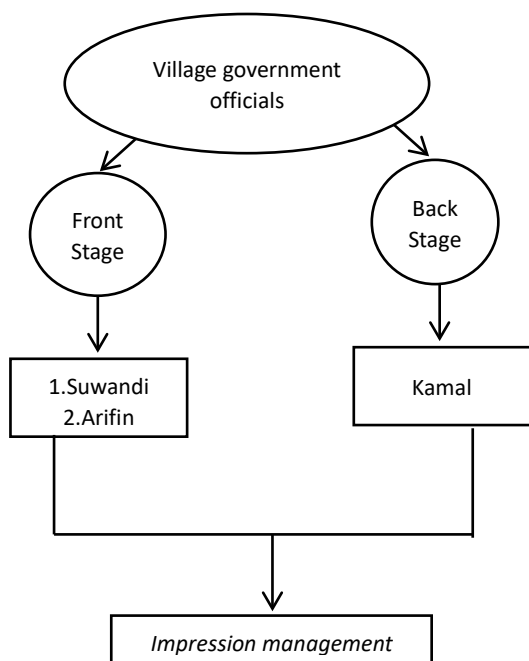 Village government
officials
Front
Stage
Back
Stage
1.Suwandi
2.Arifin
Kamal
Impression management